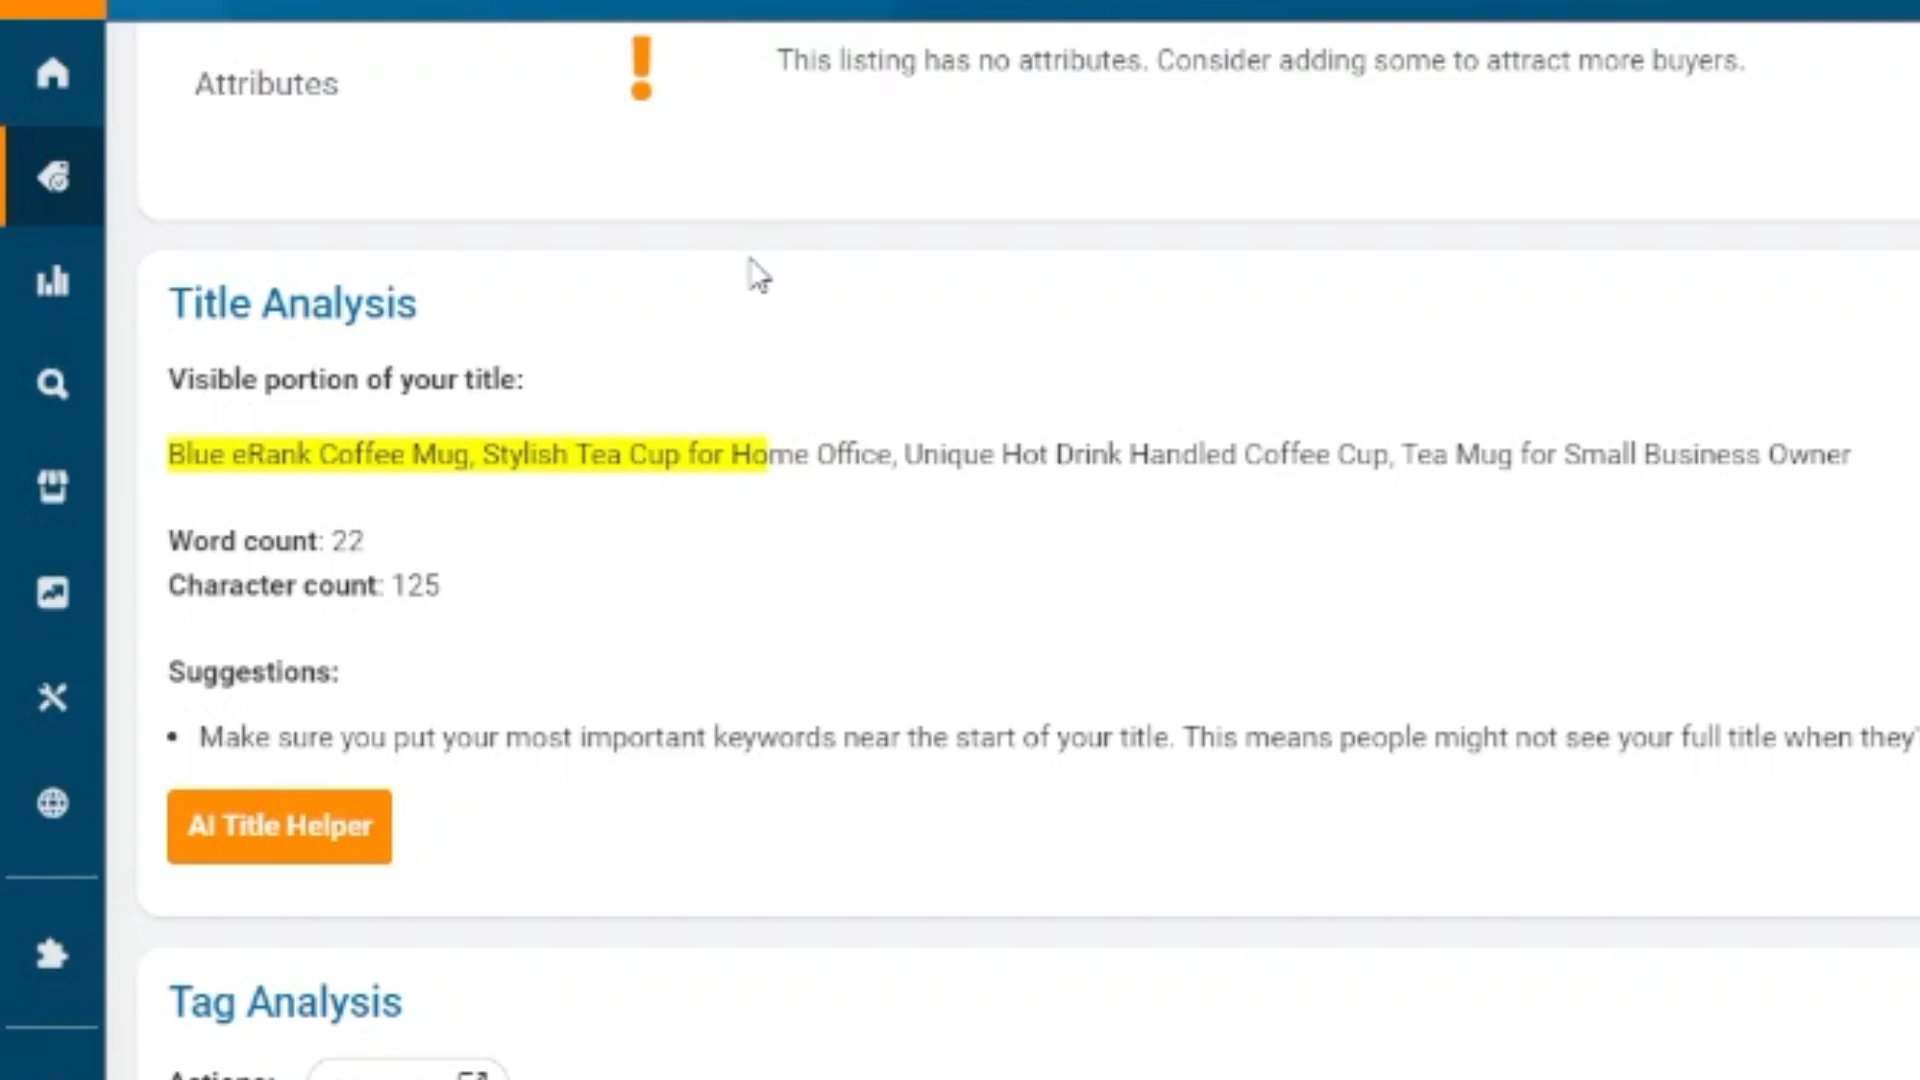 This listing has no attributes. Consider adding some to attract more buyers.
Attributes
Title Analysis
Visible portion of your title:
Blue eRank Coffee Mug, Stylish Tea Cup for Home Office, Unique Hot Drink Handled Coffee Cup, Tea Mug for Small Business Owner
Word count: 22
Character count: 125
Suggestions:
• Make sure you put your most important keywords near the start of your title. This means people might not see your full title when they'
AI Title Helper
Tag Analysis
Actions: